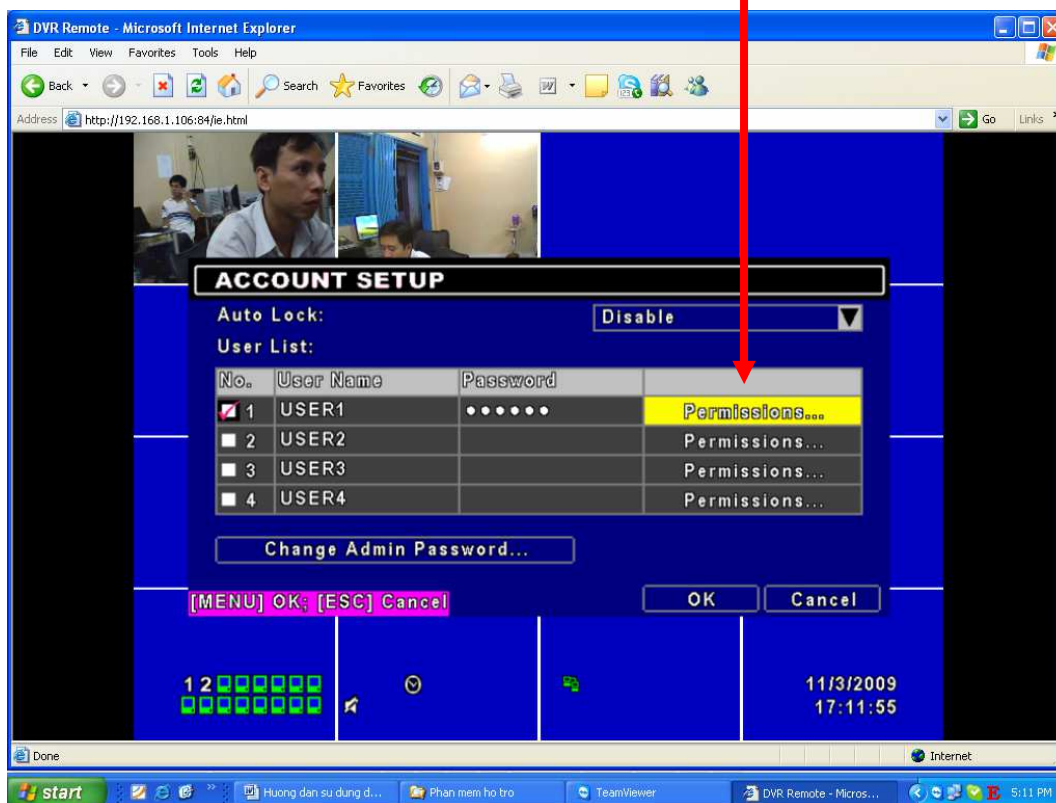 DVR Remote - Microsoft Internet Explorer
File Edit View Favorites Tools Help
Back Search Favorites
Address http://192.168.1.106:84/ie.html Go Links
ACCOUNT SETUP
Auto Lock: Disable
User List:
No. User Name Password
1 USER1 ●●●●●● Permissions...
2 USER2 Permissions...
3 USER3 Permissions...
4 USER4 Permissions...
Change Admin Password...
[MENU] OK; [ESC] Cancel OK Cancel
1 2 11/3/2009
17:11:55
Done Internet
start Huong dan su dung d... Phan mem ho tro TeamViewer DVR Remote - Micros... E 5:11 PM